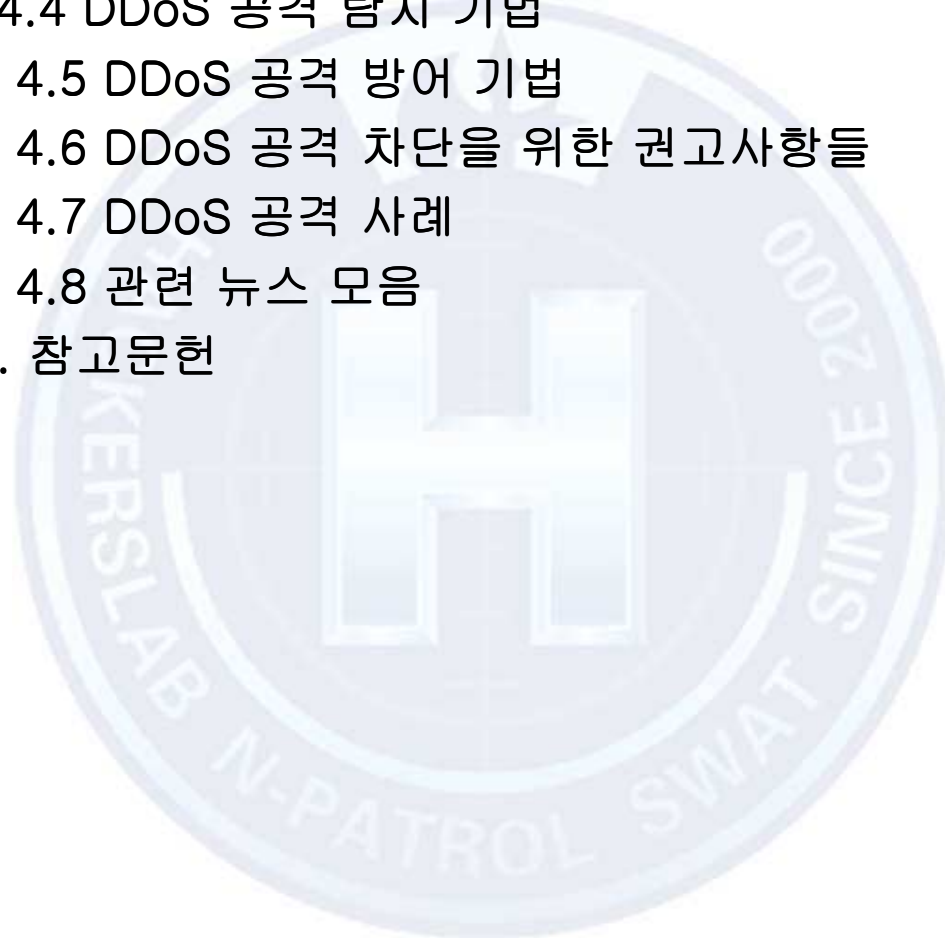 4.4 DDoS 공격 탐지 기법
4.5 DDoS 공격 방어 기법
4.6 DDoS 공격 차단을 위한 권고사항들
4.7 DDoS 공격 사례
4.8 관련 뉴스 모음
. 참고문헌
HACKERSLAB N-PATROL SWAT SINCE 2000
H